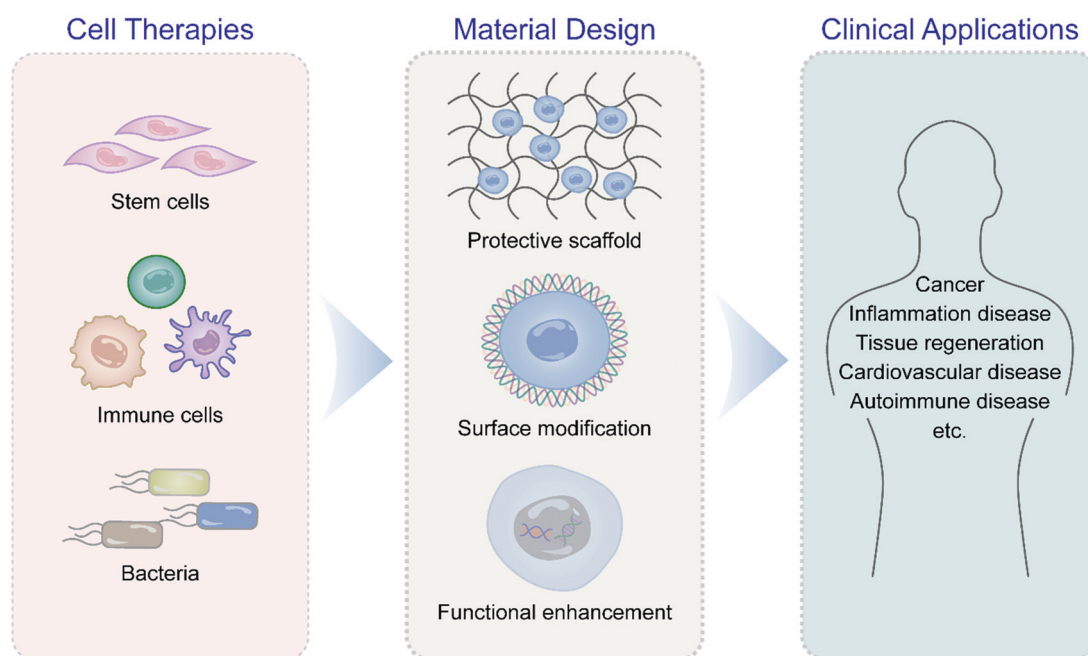 Cell Therapies
Stem cells
Immune cells
Bacteria
Material Design
Protective scaffold
Surface modification
Functional enhancement
Clinical Applications
Cancer
Inflammation disease
Tissue regeneration
Cardiovascular disease
Autoimmune disease
etc.